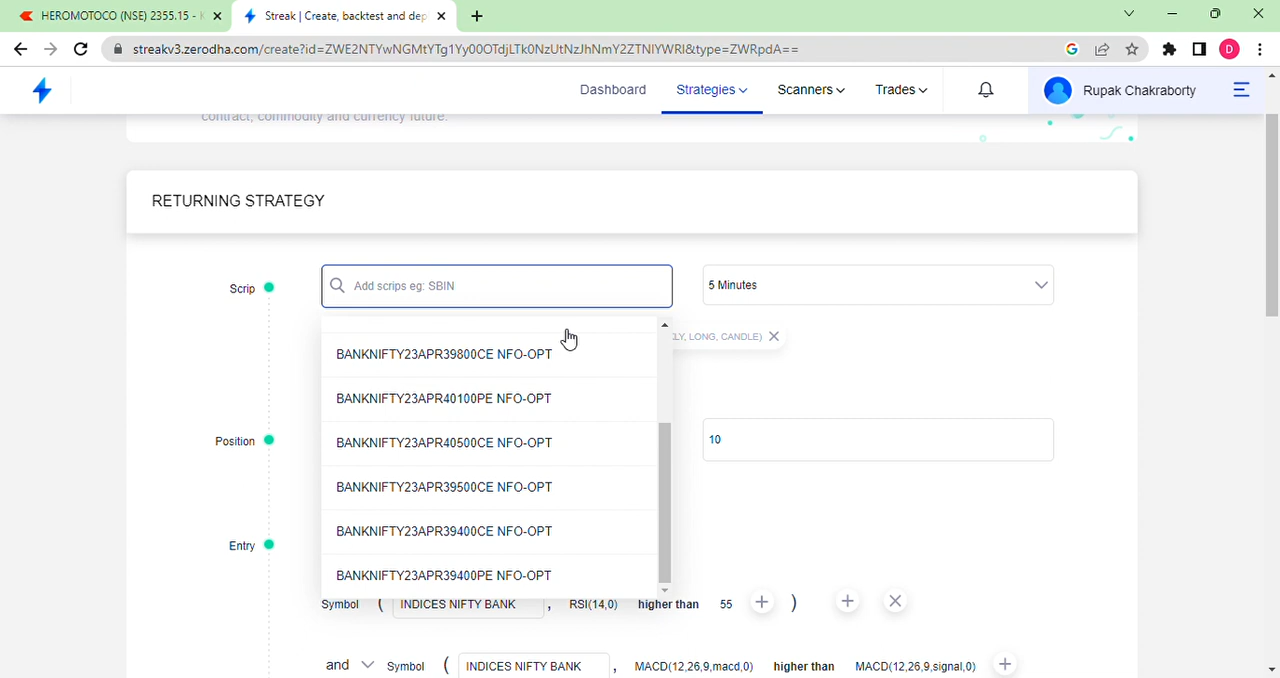 HEROMOTOCO (NSE) 2355.15 -
Streak | Create, backtest and dep
streakv3.zerodha.com/create?id=ZWE2NTYwNGMtYTg1Yy00OTdjLTk0NzUtNzJhNmY2ZTNlYWRl&type=ZWRpdA==
D
Dashboard
Strategies
Scanners
Trades
Rupak Chakraborty
contract, commodity and currency future.
RETURNING STRATEGY
Scrip
Add scrips eg: SBIN
5 Minutes
LONG, CANDLE)
BANKNIFTY23APR39800CE NFO-OPT
BANKNIFTY23APR40100PE NFO-OPT
Position
BANKNIFTY23APR40500CE NFO-OPT
10
BANKNIFTY23APR39500CE NFO-OPT
BANKNIFTY23APR39400CE NFO-OPT
Entry
BANKNIFTY23APR39400PE NFO-OPT
Symbol ( INDICES NIFTY BANK , RSI(14,0) higher than 55 + ) +
and Symbol ( INDICES NIFTY BANK , MACD(12,26,9,macd,0) higher than MACD(12,26,9,signal,0) +